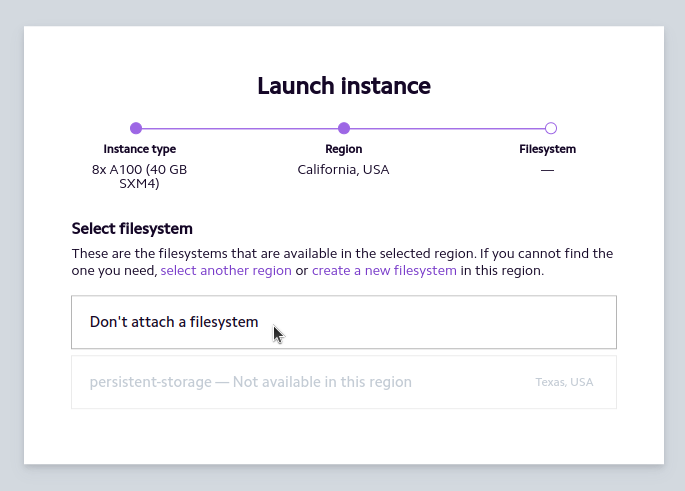 Launch instance
Instance type
Region
Filesystem
8x A100 (40 GB
SXM4)
California, USA
—
Select filesystem
These are the filesystems that are available in the selected region. If you cannot find the
one you need, select another region or create a new filesystem in this region.
Don't attach a filesystem
persistent-storage — Not available in this region
Texas, USA